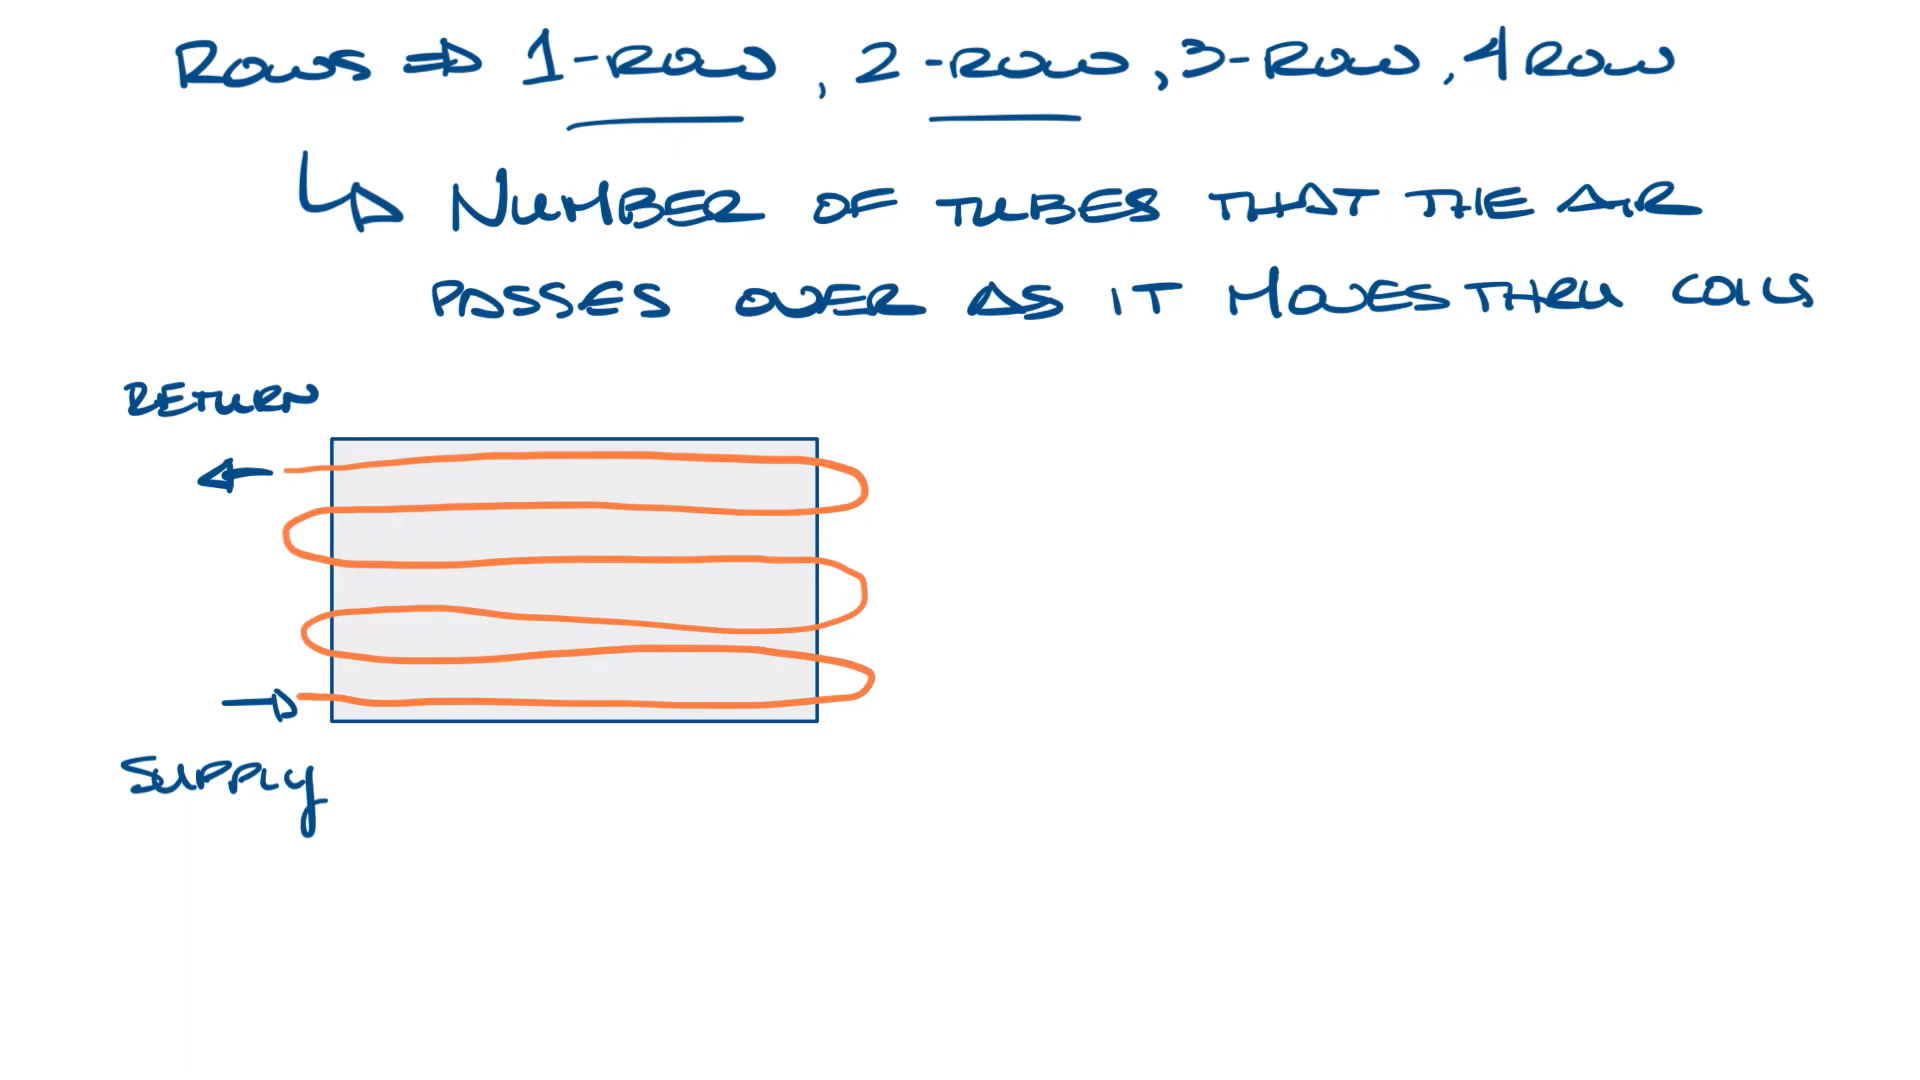 ROWS ⇒ 1-ROW, 2-ROW, 3-ROW, 4 ROW
↳ NUMBER OF TUBES THAT THE AIR
PASSES OVER AS IT MOVES THRU COILS
RETURN
SUPPLY